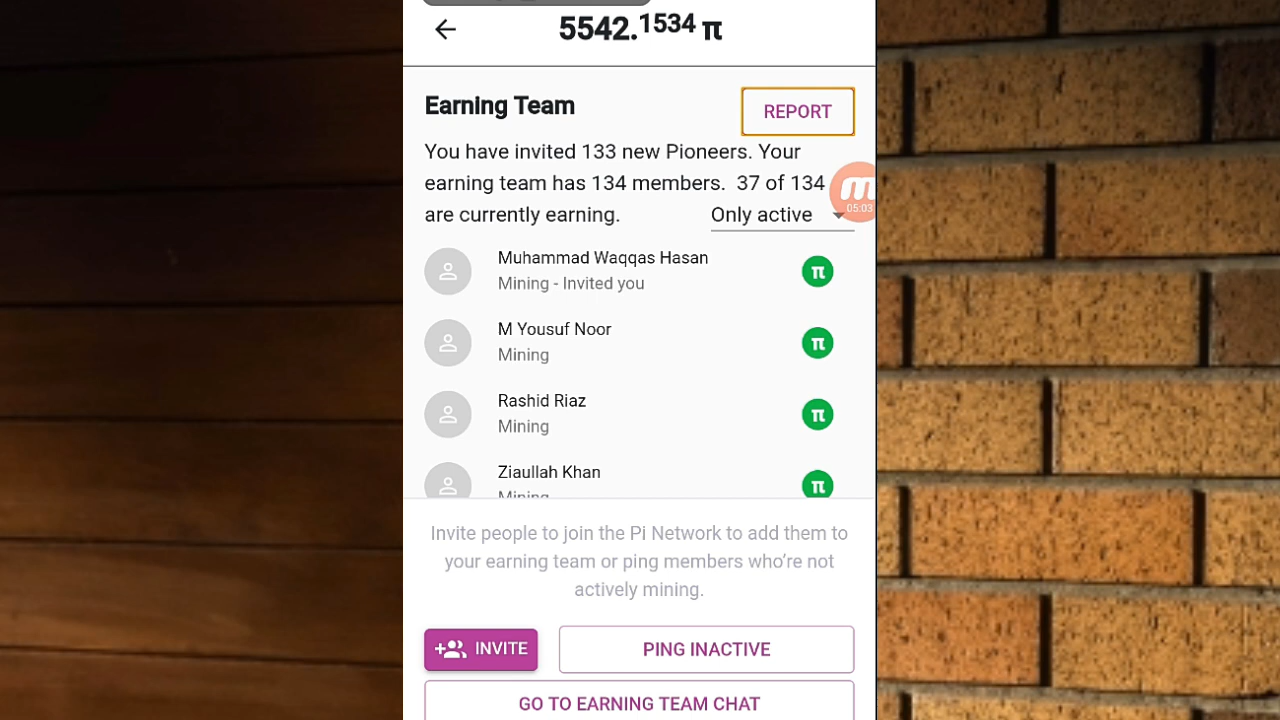 5542.1534 π
Earning Team
REPORT
You have invited 133 new Pioneers. Your
earning team has 134 members. 37 of 134
are currently earning.
Only active
05:03
Muhammad Waqqas Hasan
Mining - Invited you
π
M Yousuf Noor
Mining
π
Rashid Riaz
Mining
π
Ziaullah Khan
Mining
π
Invite people to join the Pi Network to add them to
your earning team or ping members who're not
actively mining.
INVITE
PING INACTIVE
GO TO EARNING TEAM CHAT